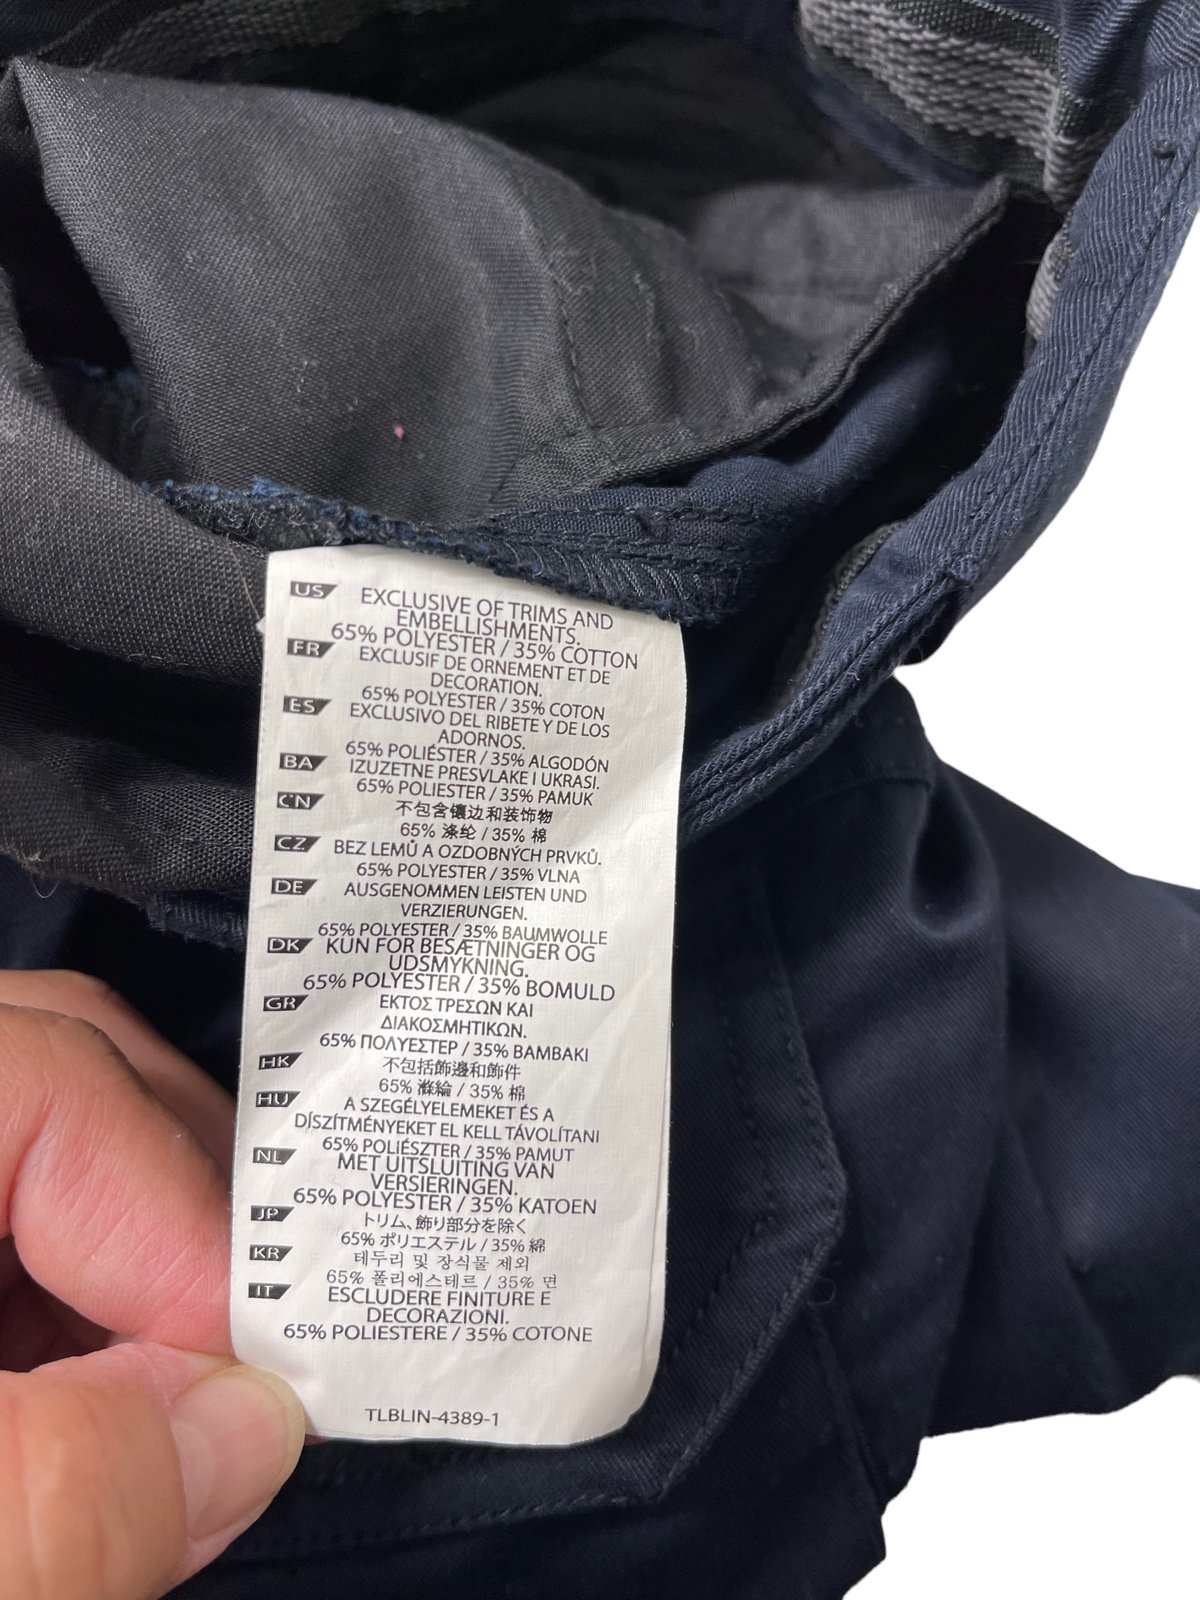 US EXCLUSIVE OF TRIMS AND
EMBELLISHMENTS.
65% POLYESTER / 35% COTTON
FR EXCLUSIF DE ORNEMENT ET DE
DECORATION.
65% POLYESTER / 35% COTON
ES EXCLUSIVO DEL RIBETE Y DE LOS
ADORNOS.
65% POLIÉSTER / 35% ALGODÓN
BA IZUZETNE PRESVLAKE I UKRASI.
65% POLYESTER / 35% PAMUK
CN 不包含镶边和装饰物
65% 涤纶 / 35% 棉
CZ BEZ LEMŮ A OZDOBNÝCH PRVKŮ.
65% POLYESTER / 35% VLNA
DE AUSGENOMMEN LEISTEN UND
VERZIERUNGEN.
65% POLYESTER / 35% BAUMWOLLE
DK KUN FOR BESÆTNINGER OG
UDSMYKNING.
65% POLYESTER / 35% BOMULD
GR ΕΚΤΟΣ ΤΡΕΣΩΝ ΚΑΙ
ΔΙΑΚΟΣΜΗΤΙΚΩΝ.
65% ΠΟΛΥΕΣΤΕΡ / 35% ΒΑΜΒΑΚΙ
HK 不包括飾邊和飾件
65% 滌綸 / 35% 棉
HU A SZEGÉLYELEMEKET ÉS A
DÍSZÍTMÉNYEKET EL KELL TÁVOLÍTANI
65% POLIÉSZTER / 35% PAMUT
NL MET UITSLUITING VAN
VERSIERINGEN.
65% POLYESTER / 35% KATOEN
JP トリム、飾り部分を除く
65% ポリエステル / 35% 綿
KR 테두리 및 장식물 제외
65% 폴리에스테르 / 35% 면
IT ESCLUDERE FINITURE E
DECORAZIONI.
65% POLIESTERE / 35% COTONE
TLBLIN-4389-1